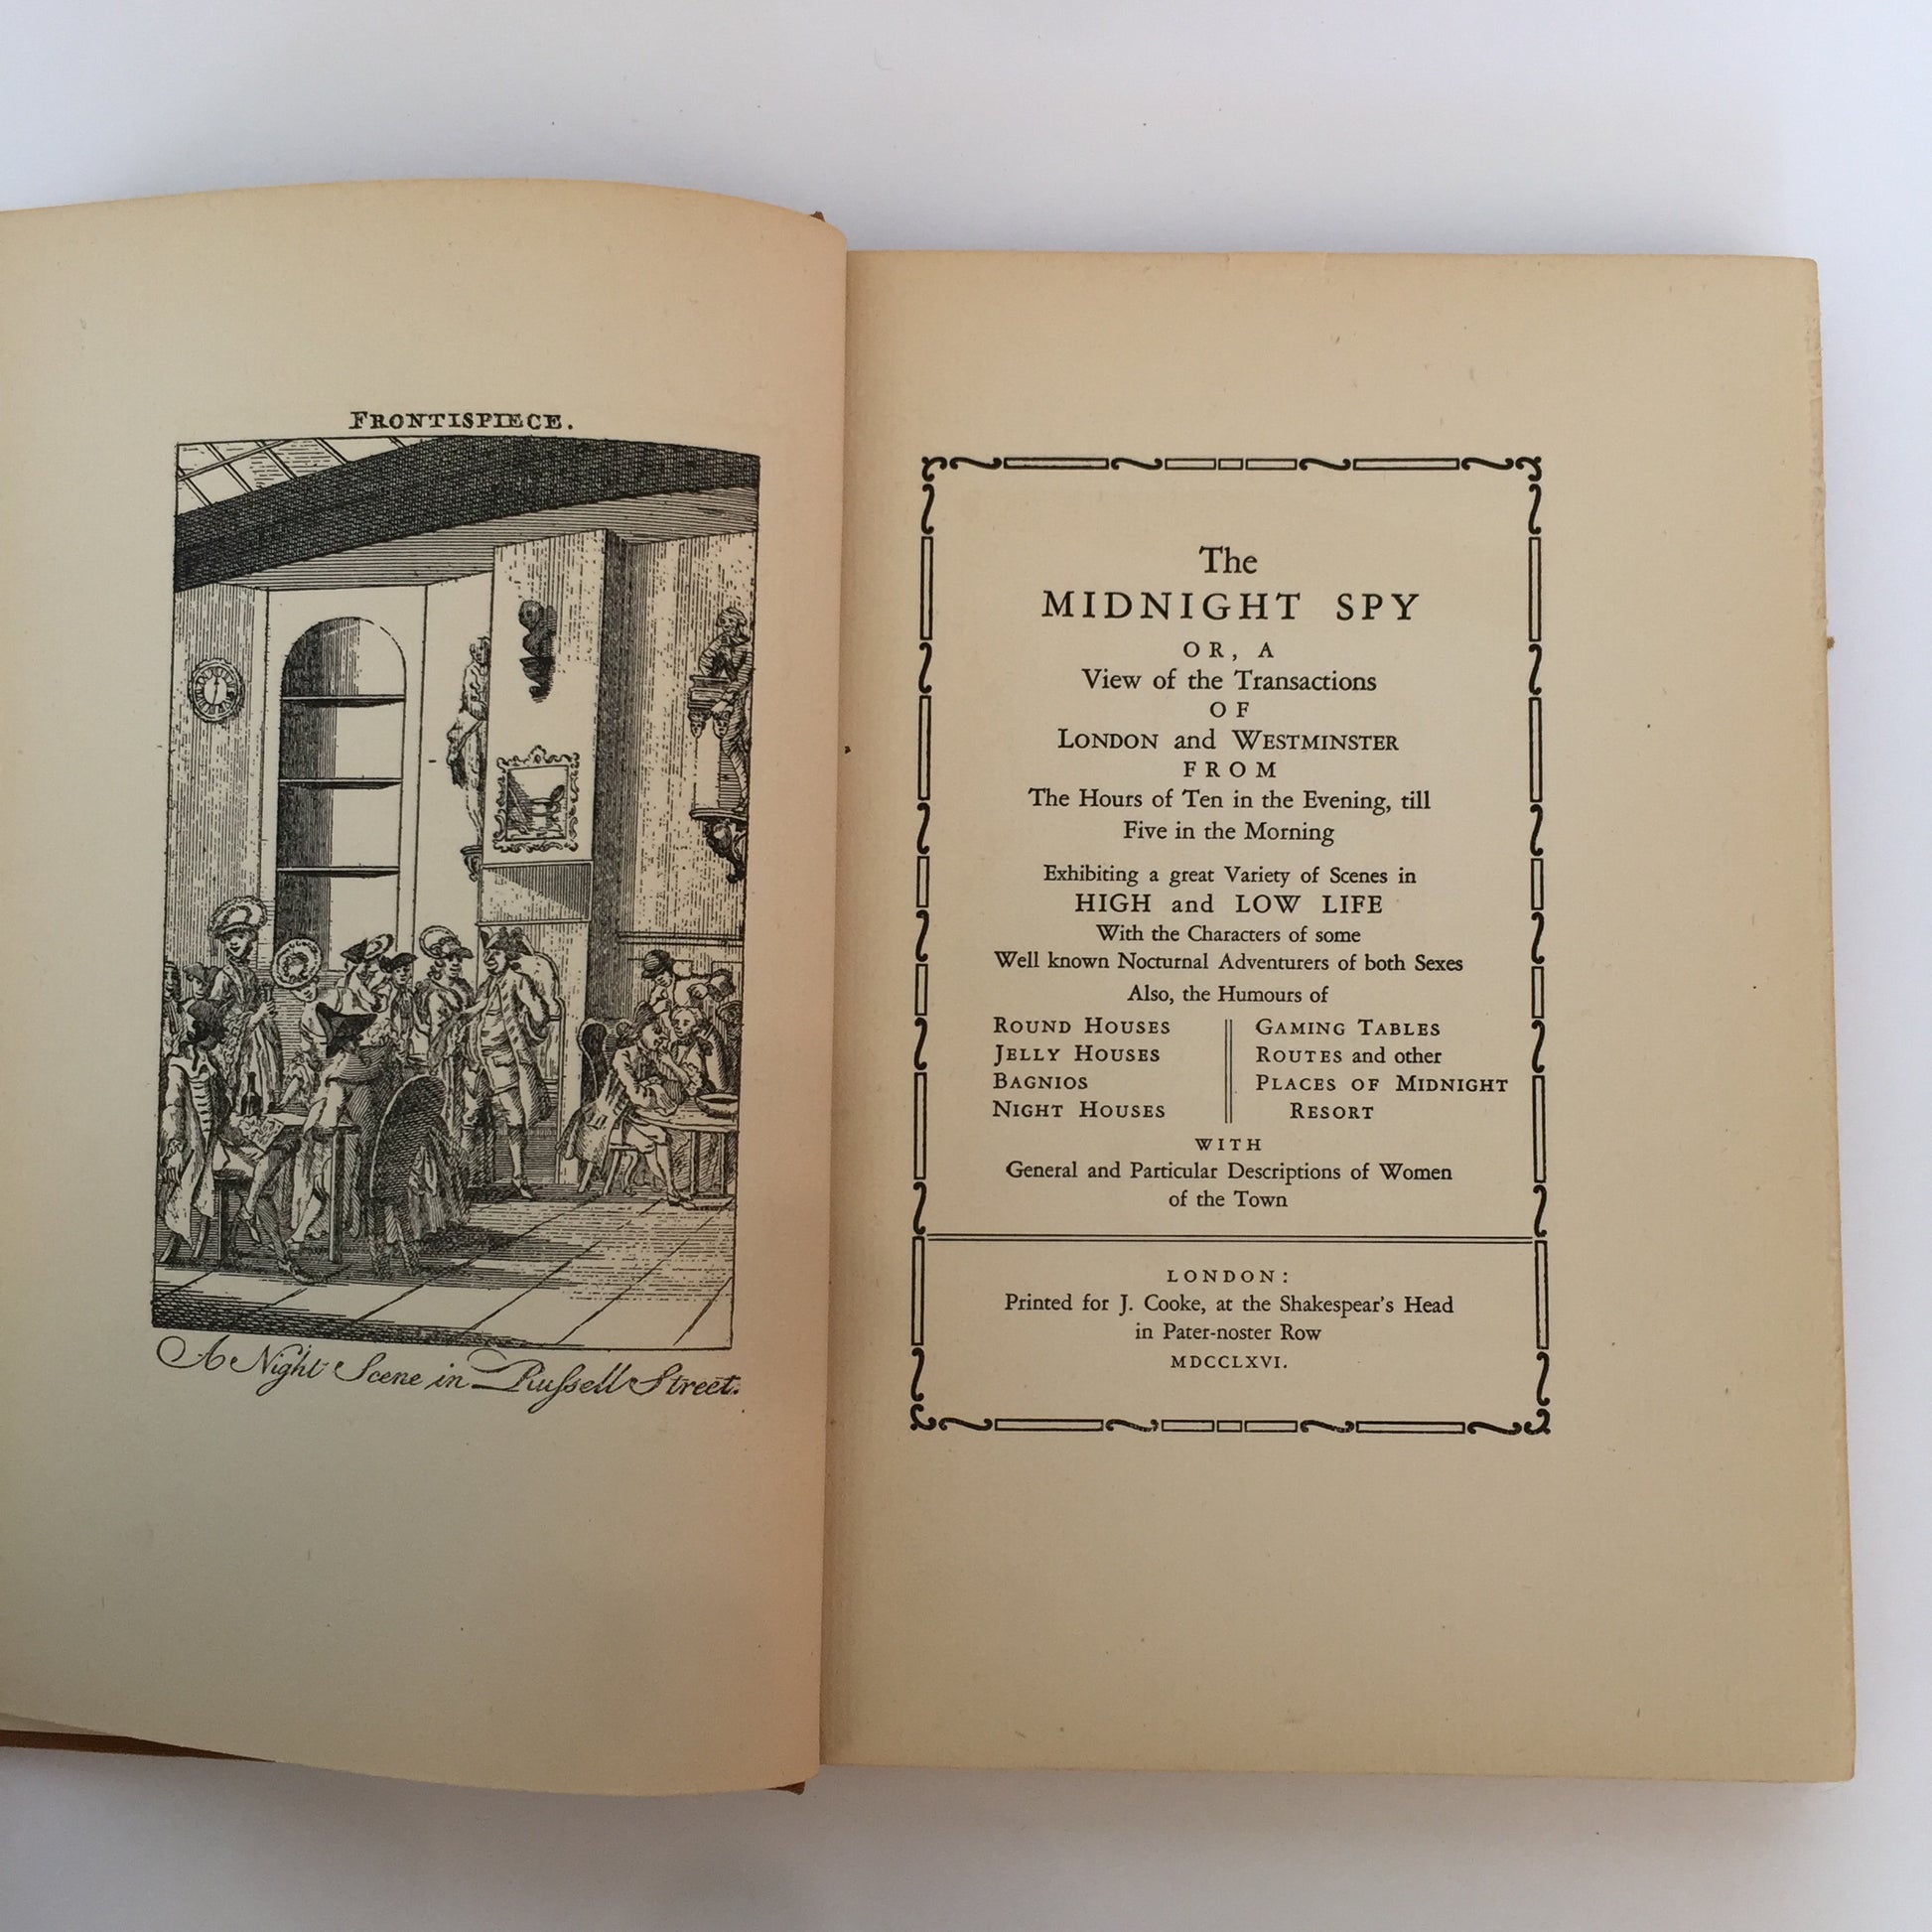 FRONTISPIECE.
A Night Scene in Ruſsell Street.
The
MIDNIGHT SPY
OR, A
View of the Transactions
OF
LONDON and WESTMINSTER
FROM
The Hours of Ten in the Evening, till
Five in the Morning
Exhibiting a great Variety of Scenes in
HIGH and LOW LIFE
With the Characters of some
Well known Nocturnal Adventurers of both Sexes
Also, the Humours of
ROUND HOUSES
JELLY HOUSES
BAGNIOS
NIGHT HOUSES
GAMING TABLES
ROUTES and other
PLACES OF MIDNIGHT
RESORT
WITH
General and Particular Descriptions of Women
of the Town
LONDON:
Printed for J. Cooke, at the Shakespear's Head
in Pater-noster Row
MDCCLXVI.